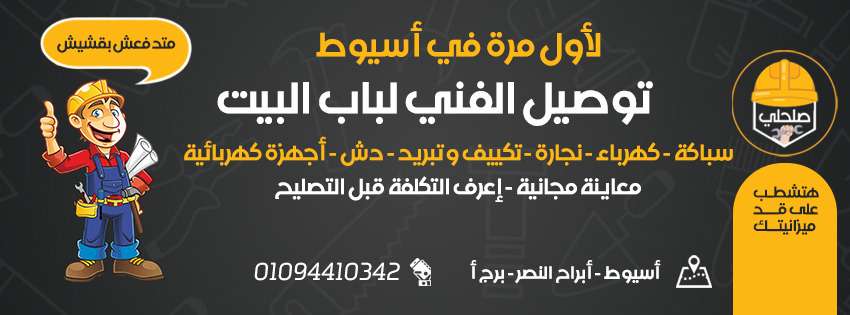 متدفعش بقشيش
لأول مرة في أسيوط
توصيل الفني لباب البيت
سباكة - كهرباء - نجارة - تكييف و تبريد - دش - أجهزة كهربائية
معاينة مجانية - إعرف التكلفة قبل التصليح
صلحلي
هتشطب
على قد
ميزانيتك
أسيوط - أبراح النصر - برج أ
01094410342